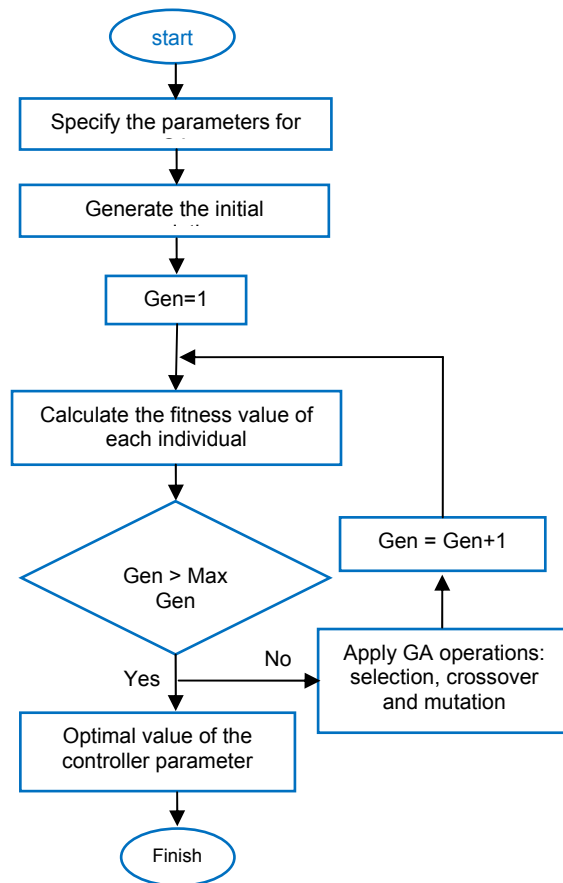 start
Specify the parameters for
Generate the initial
Gen=1
Calculate the fitness value of
each individual
Gen > Max
Gen
Gen = Gen+1
No
Yes
Apply GA operations:
selection, crossover
and mutation
Optimal value of the
controller parameter
Finish